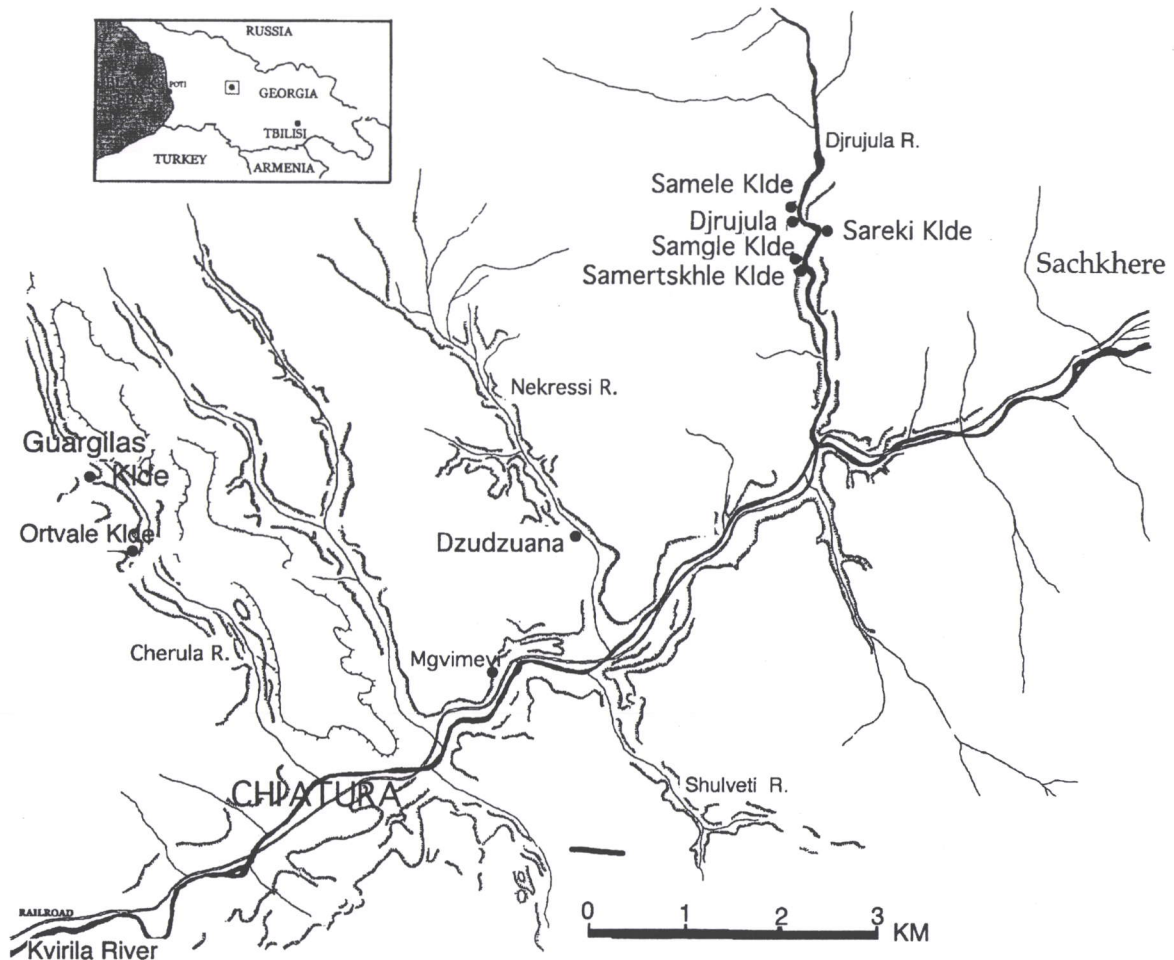 RUSSIA
POTI
GEORGIA
TBILISI
TURKEY
ARMENIA
Djrujula R.
Samele Klde
Djrujula
Sareki Klde
Samgle Klde
Samertskhle Klde
Sachkhere
Nekressi R.
Guargilas
Klde
Ortvale Klde
Dzudzuana
Cherula R.
Mgvimevi
Shulveti R.
CHIATURA
RAILROAD
Kvirila River
0 1 2 3 KM